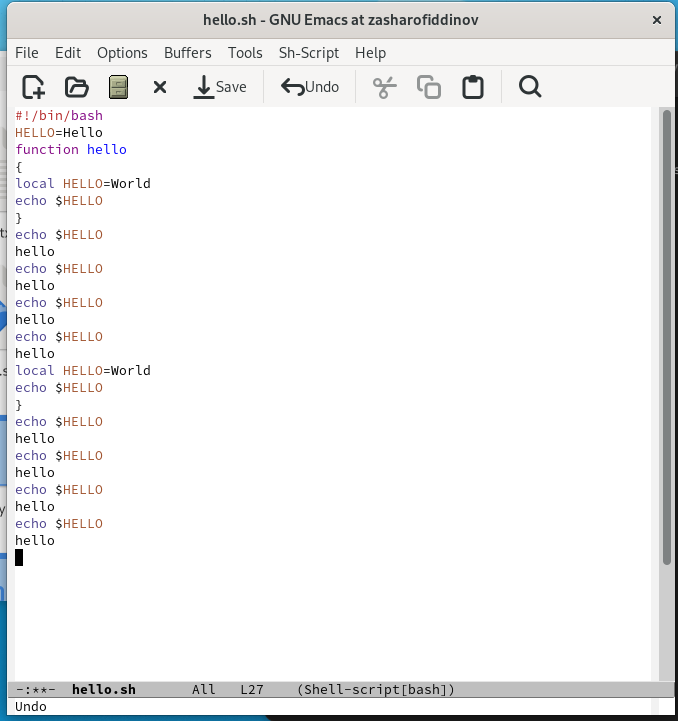 hello.sh - GNU Emacs at zasharofiddinov
File Edit Options Buffers Tools Sh-Script Help
Save Undo
#!/bin/bash
HELLO=Hello
function hello
{
local HELLO=World
echo $HELLO
}
echo $HELLO
hello
echo $HELLO
hello
echo $HELLO
hello
echo $HELLO
hello
local HELLO=World
echo $HELLO
}
echo $HELLO
hello
echo $HELLO
hello
echo $HELLO
hello
echo $HELLO
hello
-:**- hello.sh All L27 (Shell-script[bash])
Undo